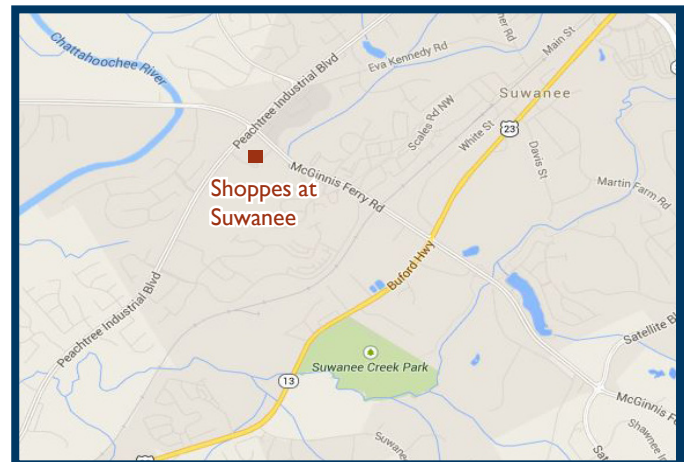 Chattahoochee River
Peachtree Industrial Blvd
Eva Kennedy Rd
Main St
Suwanee
23
Scales Rd NW
White St
Davis St
Martin Farm Rd
McGinnis Ferry Rd
Shoppes at
Suwanee
Buford Hwy
Peachtree Industrial Blvd
Satellite
Suwanee Creek Park
13
McGinnis Ferry
Shawnee